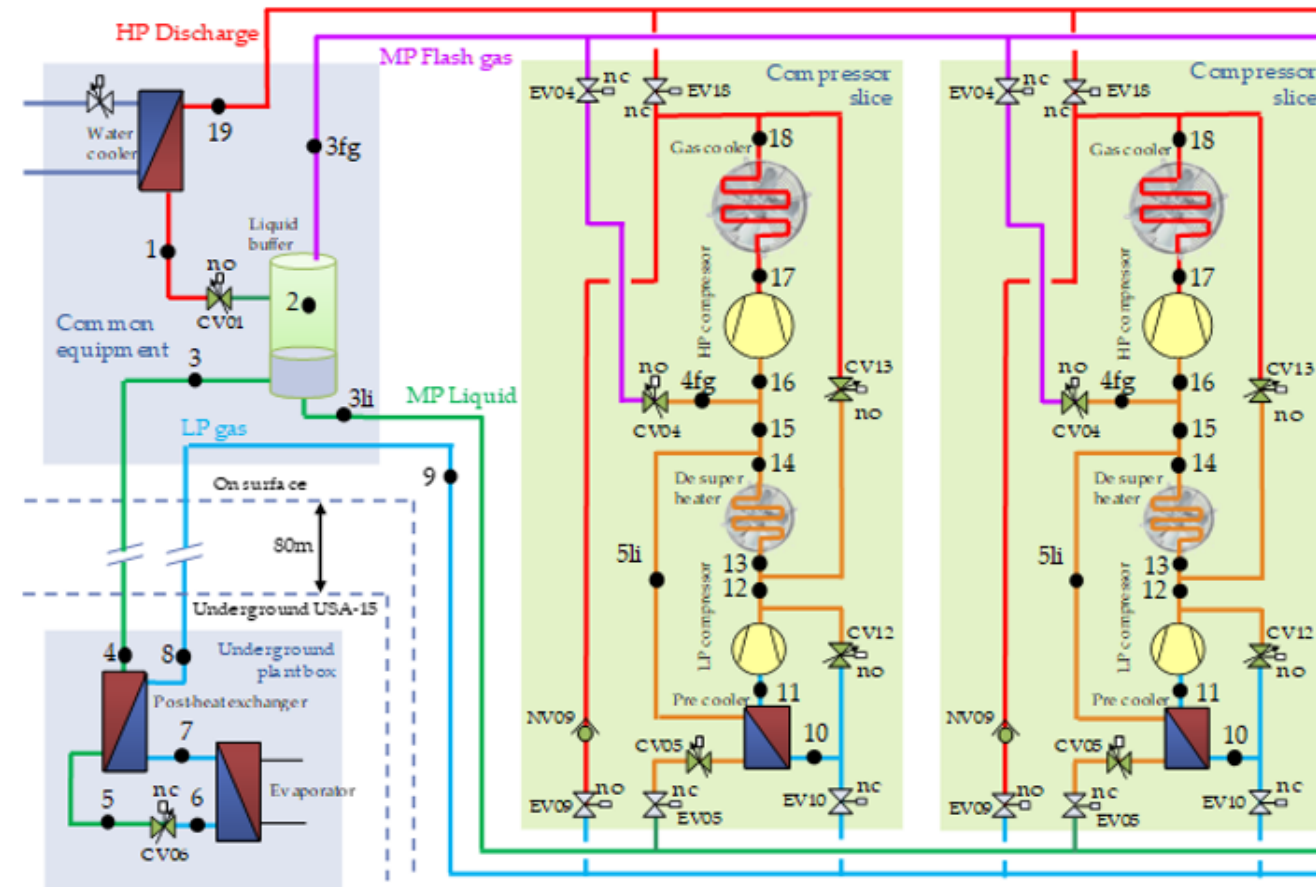 HP Discharge
MP Flash gas
Water
cooler
19
3fg
Liquid
buffer
1
no
CV01
2
Common
equipment
3
3li
MP Liquid
LP gas
9
On surface
80m
Underground USA-15
Underground
plant box
4
8
Post-heat exchanger
7
5
nc
6
CV06
Evaporator
Compressor
slice
EV04
nc
EV18
nc
18
Gas cooler
17
HP compressor
16
no
4fg
CV04
15
CV13
no
14
De super
heater
5li
13
12
LP compressor
CV12
no
11
Pre cooler
10
NV09
CV05
EV09
no
nc
EV05
EV10
nc
Compressor
slice
EV04
nc
EV18
nc
18
Gas cooler
17
HP compressor
16
no
4fg
CV04
15
CV13
no
14
De super
heater
5li
13
12
LP compressor
CV12
no
11
Pre cooler
10
NV09
CV05
EV09
no
nc
EV05
EV10
nc